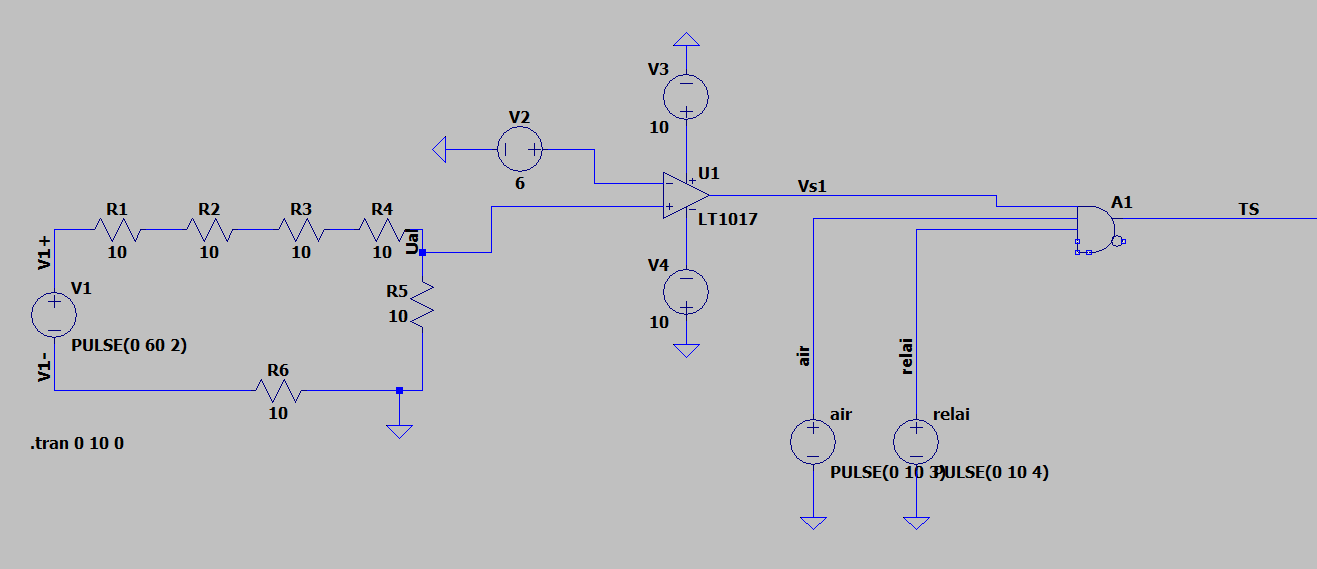 V3
10
V2
6
U1
LT1017
Vs1
A1
TS
R1
10
R2
10
R3
10
R4
10
Ual
V1+
V1
PULSE(0 60 2)
V1-
R5
10
R6
10
V4
10
air
relai
air
PULSE(0 10 3)
relai
PULSE(0 10 4)
.tran 0 10 0